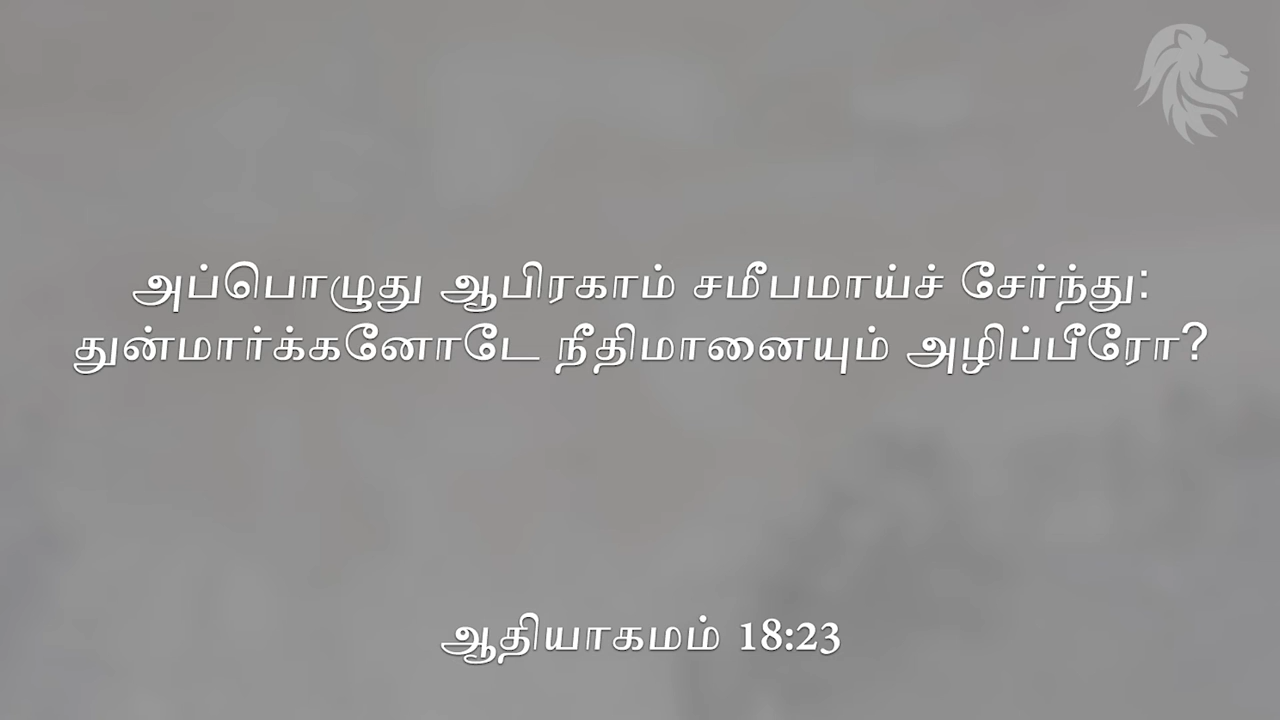 அப்பொழுது ஆபிரகாம் சமீபமாய்ச் சேர்ந்து:
துன்மார்க்கனோடே நீதிமானையும் அழிப்பீரோ?
ஆதியாகமம் 18:23